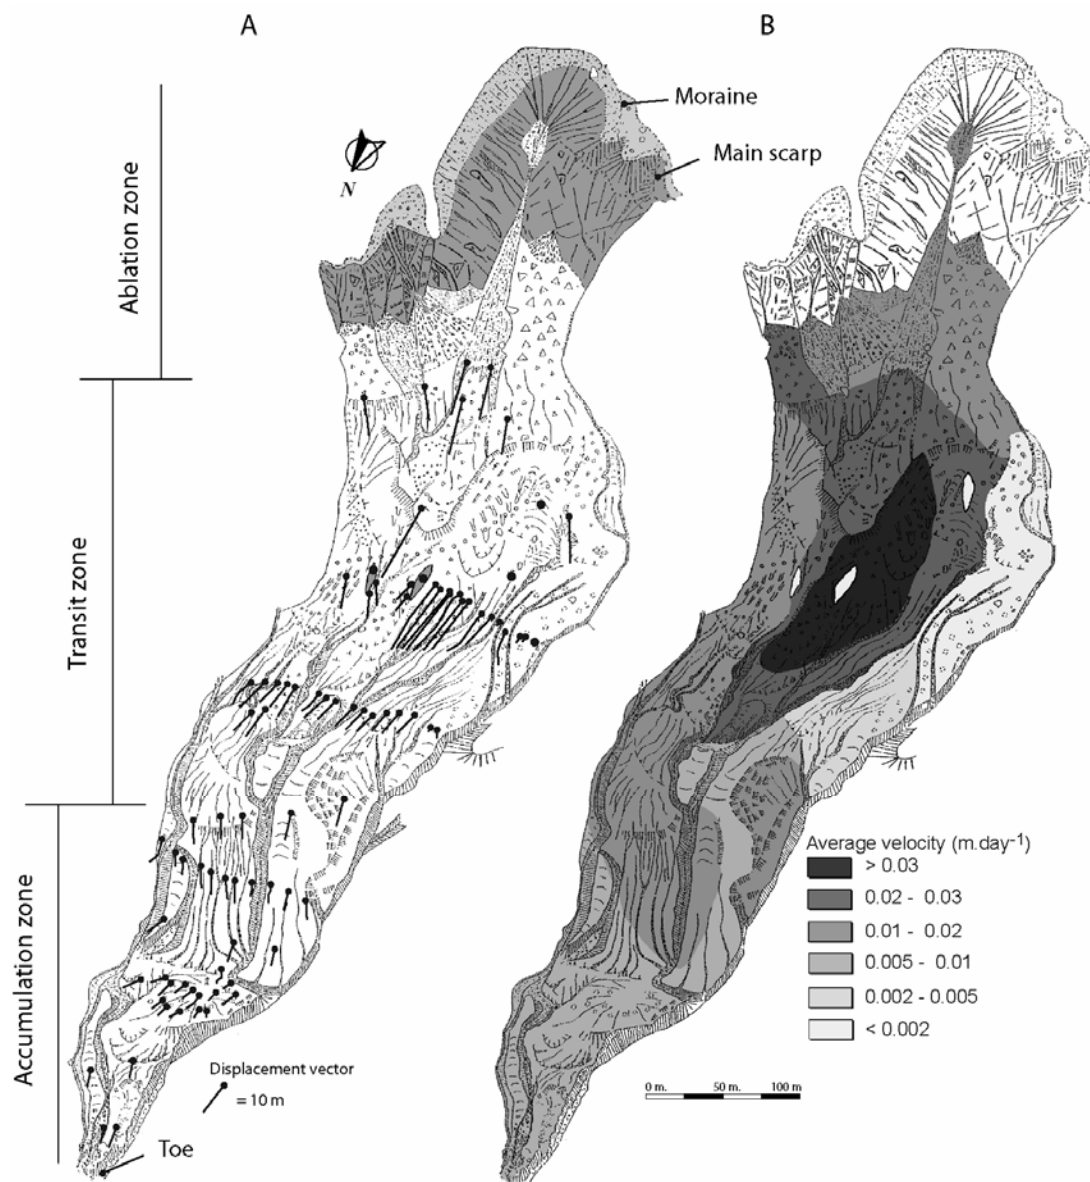 A
B
Moraine
Main scarp
N
Ablation zone
Transit zone
Accumulation zone
Average velocity (m.day⁻¹)
> 0.03
0.02 - 0.03
0.01 - 0.02
0.005 - 0.01
0.002 - 0.005
< 0.002
Displacement vector
= 10 m
0 m. 50 m. 100 m
Toe